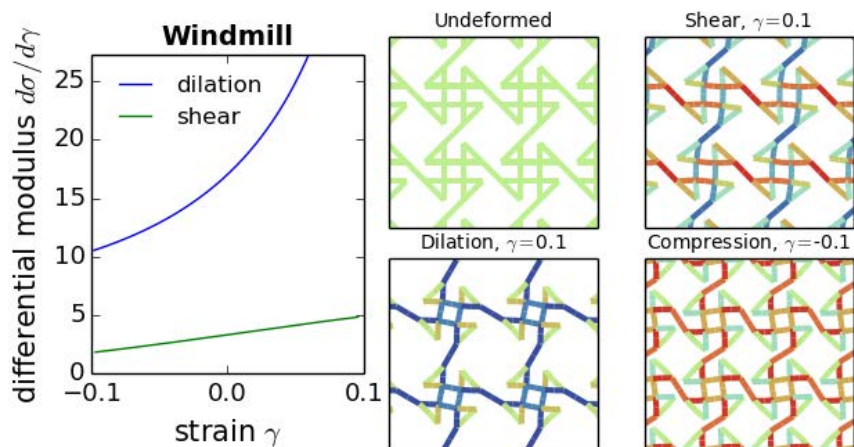 Windmill
differential modulus dσ/dγ
25
20
15
10
5
0
dilation
shear
−0.1
0.0
0.1
strain γ
Undeformed
Shear, γ=0.1
Dilation, γ=0.1
Compression, γ=-0.1